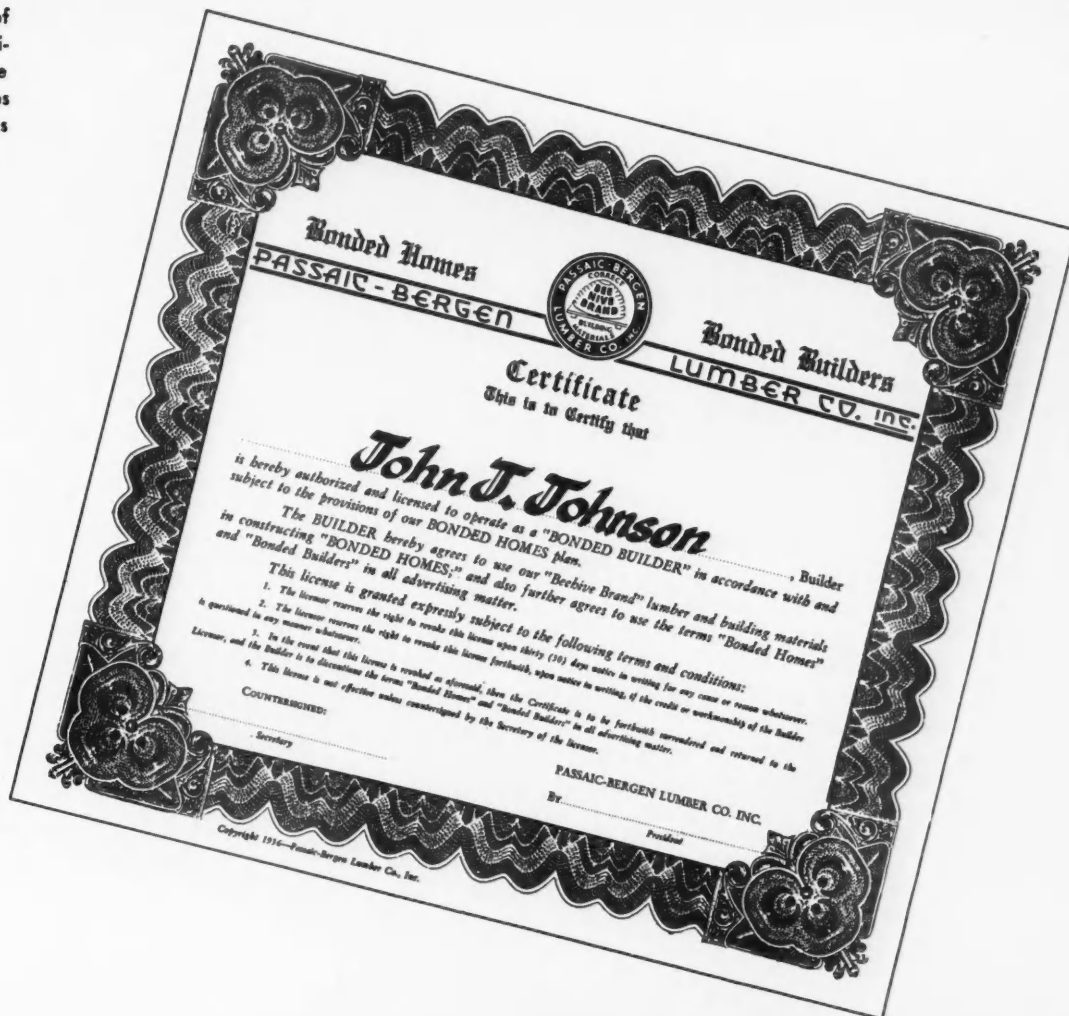 of
i-
e
s
s
Bonded Homes
PASSAIC-BERGEN
PASSAIC-BERGEN
CORRECT
BEE
HIVE
BRAND
BUILDING
MATERIALS
LUMBER CO. INC.
Bonded Builders
LUMBER CO. INC.
Certificate
This is to Certify that
John J. Johnson
, Builder
is hereby authorized and licensed to operate as a "BONDED BUILDER" in accordance with and
subject to the provisions of our BONDED HOMES plan.
The BUILDER hereby agrees to use our "Beehive Brand" lumber and building materials
in constructing "BONDED HOMES;" and also further agrees to use the terms "Bonded Homes"
and "Bonded Builders" in all advertising matter.
This license is granted expressly subject to the following terms and conditions:
1. The licensor reserves the right to revoke this license upon thirty (30) days notice in writing for any cause or reason whatsoever.
2. The licensor reserves the right to revoke this license forthwith, upon notice in writing, if the credit or workmanship of the Builder
is questioned in any manner whatsoever.
3. In the event that this license is revoked as aforesaid, then the Certificate is to be forthwith surrendered and returned to the
Licensor, and the Builder is to discontinue the terms "Bonded Homes" and "Bonded Builders" in all advertising matter.
4. This license is not effective unless countersigned by the Secretary of the licensor.
COUNTERSIGNED:
Secretary
PASSAIC-BERGEN LUMBER CO. INC.
By
President
Copyright 1936—Passaic-Bergen Lumber Co., Inc.